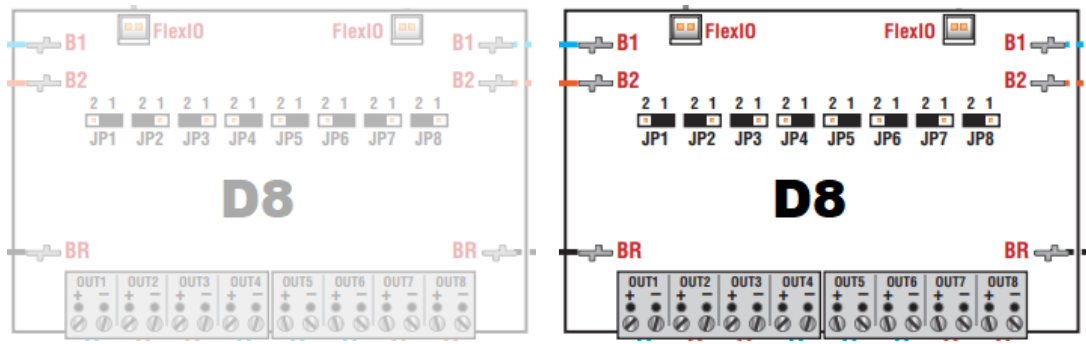 FlexIO FlexIO
B1 B1
B2 B2
2 1 2 1 2 1 2 1 2 1 2 1 2 1 2 1
JP1 JP2 JP3 JP4 JP5 JP6 JP7 JP8
D8
BR BR
OUT1 OUT2 OUT3 OUT4 OUT5 OUT6 OUT7 OUT8
+ − + − + − + − + − + − + − + −
FlexIO FlexIO
B1 B1
B2 B2
2 1 2 1 2 1 2 1 2 1 2 1 2 1 2 1
JP1 JP2 JP3 JP4 JP5 JP6 JP7 JP8
D8
BR BR
OUT1 OUT2 OUT3 OUT4 OUT5 OUT6 OUT7 OUT8
+ − + − + − + − + − + − + − + −